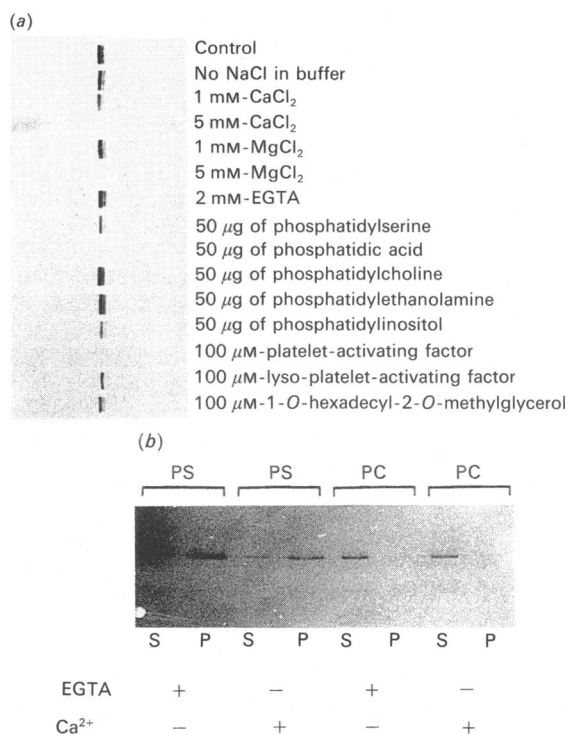 (a)
Control
No NaCl in buffer
1 mM-CaCl₂
5 mM-CaCl₂
1 mM-MgCl₂
5 mM-MgCl₂
2 mM-EGTA
50 μg of phosphatidylserine
50 μg of phosphatidic acid
50 μg of phosphatidylcholine
50 μg of phosphatidylethanolamine
50 μg of phosphatidylinositol
100 μM-platelet-activating factor
100 μM-lyso-platelet-activating factor
100 μM-1-O-hexadecyl-2-O-methylglycerol
(b)
PS PS PC PC
S P S P S P S P
EGTA + − + −
Ca²⁺ − + − +